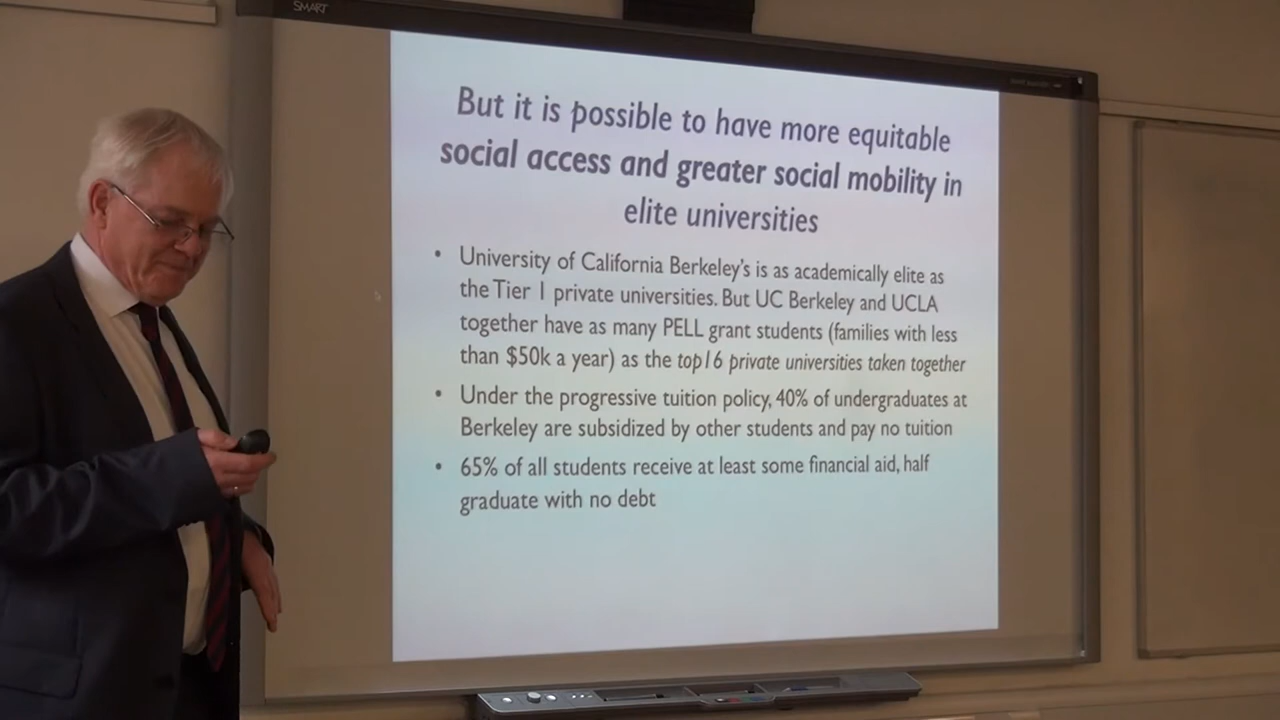 SMART
But it is possible to have more equitable
social access and greater social mobility in
elite universities
• University of California Berkeley's is as academically elite as
the Tier 1 private universities. But UC Berkeley and UCLA
together have as many PELL grant students (families with less
than $50k a year) as the top16 private universities taken together
• Under the progressive tuition policy, 40% of undergraduates at
Berkeley are subsidized by other students and pay no tuition
• 65% of all students receive at least some financial aid, half
graduate with no debt